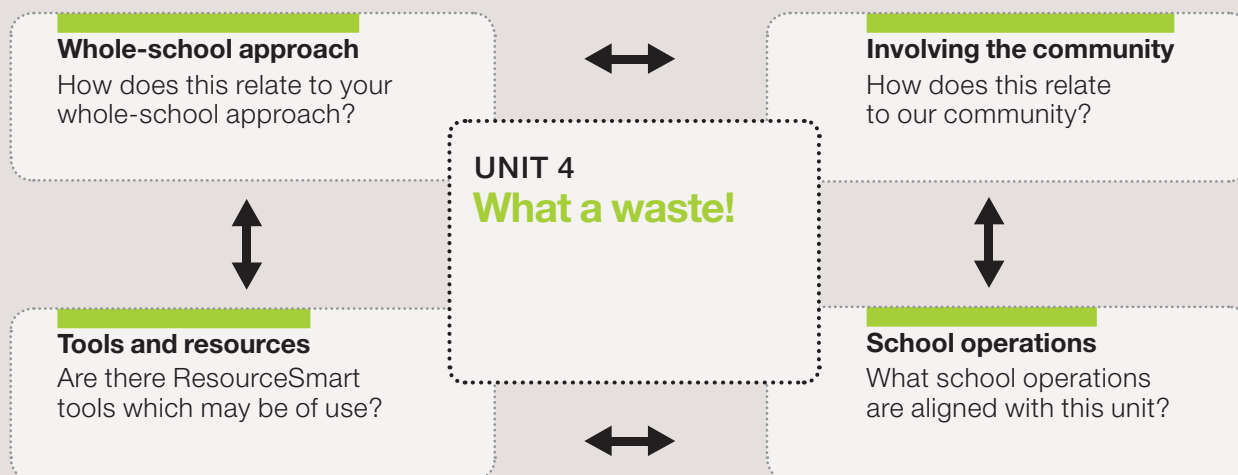 Whole-school approach
How does this relate to your
whole-school approach?
Involving the community
How does this relate
to our community?
UNIT 4
What a waste!
Tools and resources
Are there ResourceSmart
tools which may be of use?
School operations
What school operations
are aligned with this unit?